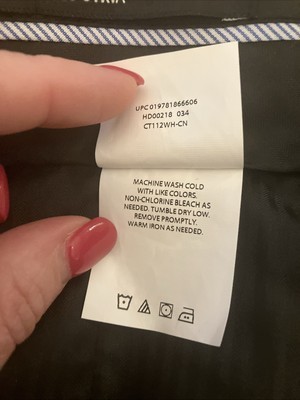 UPC 019781866606
HD00218 034
CT112WH-CN
MACHINE WASH COLD
WITH LIKE COLORS.
NON-CHLORINE BLEACH AS
NEEDED. TUMBLE DRY LOW.
REMOVE PROMPTLY.
WARM IRON AS NEEDED.